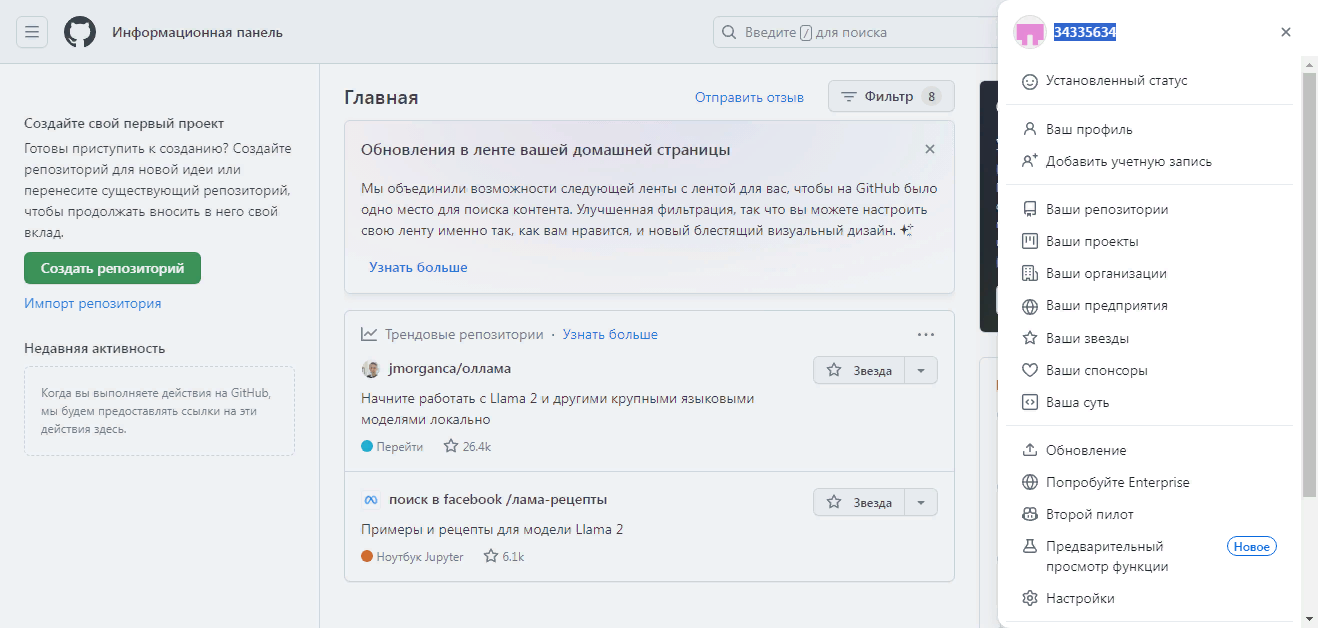 Информационная панель
Введите / для поиска
Создайте свой первый проект
Готовы приступить к созданию? Создайте
репозиторий для новой идеи или
перенесите существующий репозиторий,
чтобы продолжать вносить в него свой
вклад.
Создать репозиторий
Импорт репозитория
Недавняя активность
Когда вы выполняете действия на GitHub,
мы будем предоставлять ссылки на эти
действия здесь.
Главная
Отправить отзыв
Фильтр 8
Обновления в ленте вашей домашней страницы
Мы объединили возможности следующей ленты с лентой для вас, чтобы на GitHub было
одно место для поиска контента. Улучшенная фильтрация, так что вы можете настроить
свою ленту именно так, как вам нравится, и новый блестящий визуальный дизайн.
Узнать больше
Трендовые репозитории · Узнать больше
jmorganca/оллама
Звезда
Начните работать с Llama 2 и другими крупными языковыми
моделями локально
Перейти 26.4k
поиск в facebook /лама-рецепты
Звезда
Примеры и рецепты для модели Llama 2
Ноутбук Jupyter 6.1k
34335634
Установленный статус
Ваш профиль
Добавить учетную запись
Ваши репозитории
Ваши проекты
Ваши организации
Ваши предприятия
Ваши звезды
Ваши спонсоры
Ваша суть
Обновление
Попробуйте Enterprise
Второй пилот
Предварительный
просмотр функции
Новое
Настройки